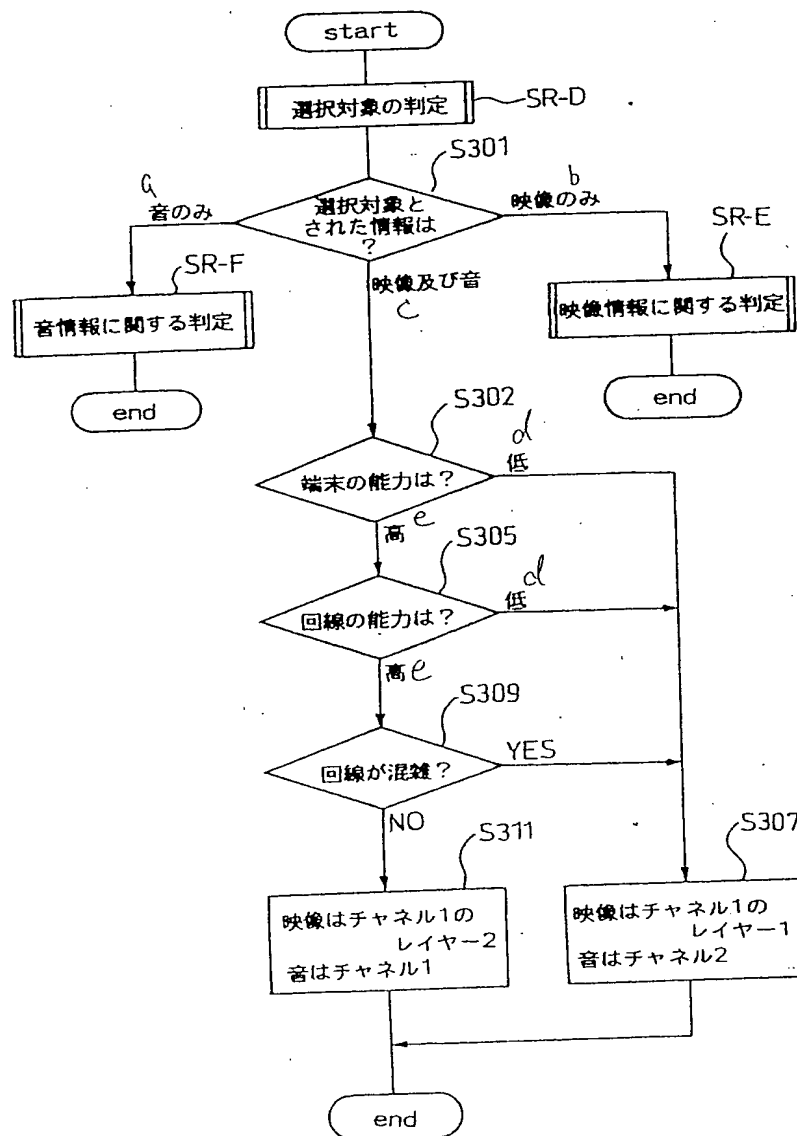 start
選択対象の判定
SR-D
S301
a
音のみ
選択対象と
された情報は
?
b
映像のみ
SR-F
SR-E
音情報に関する判定
映像及び音
c
映像情報に関する判定
end
end
S302
端末の能力は?
d
低
高 e
S305
回線の能力は?
d
低
高 e
S309
回線が混雑?
YES
NO
S311
S307
映像はチャネル1の
レイヤー2
音はチャネル1
映像はチャネル1の
レイヤー1
音はチャネル2
end